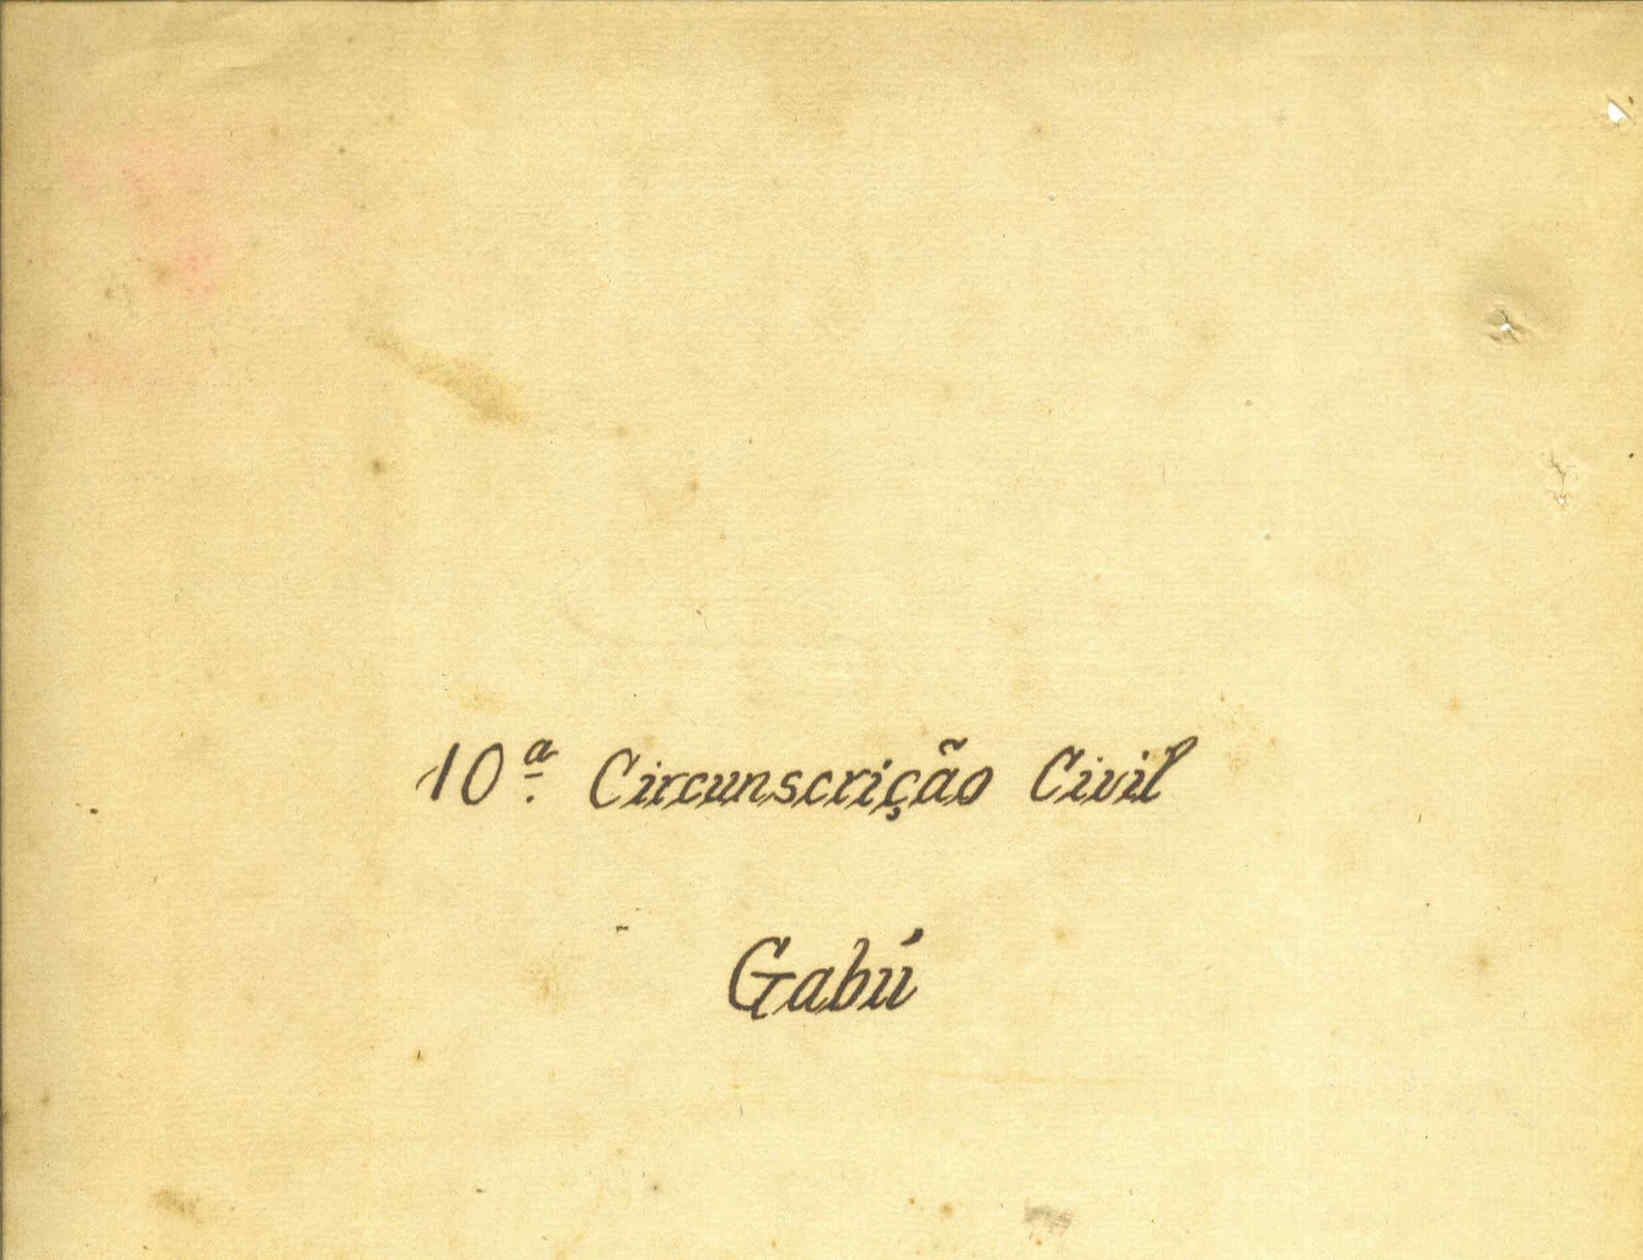 10ª. Circunscrição Civil
Gabú